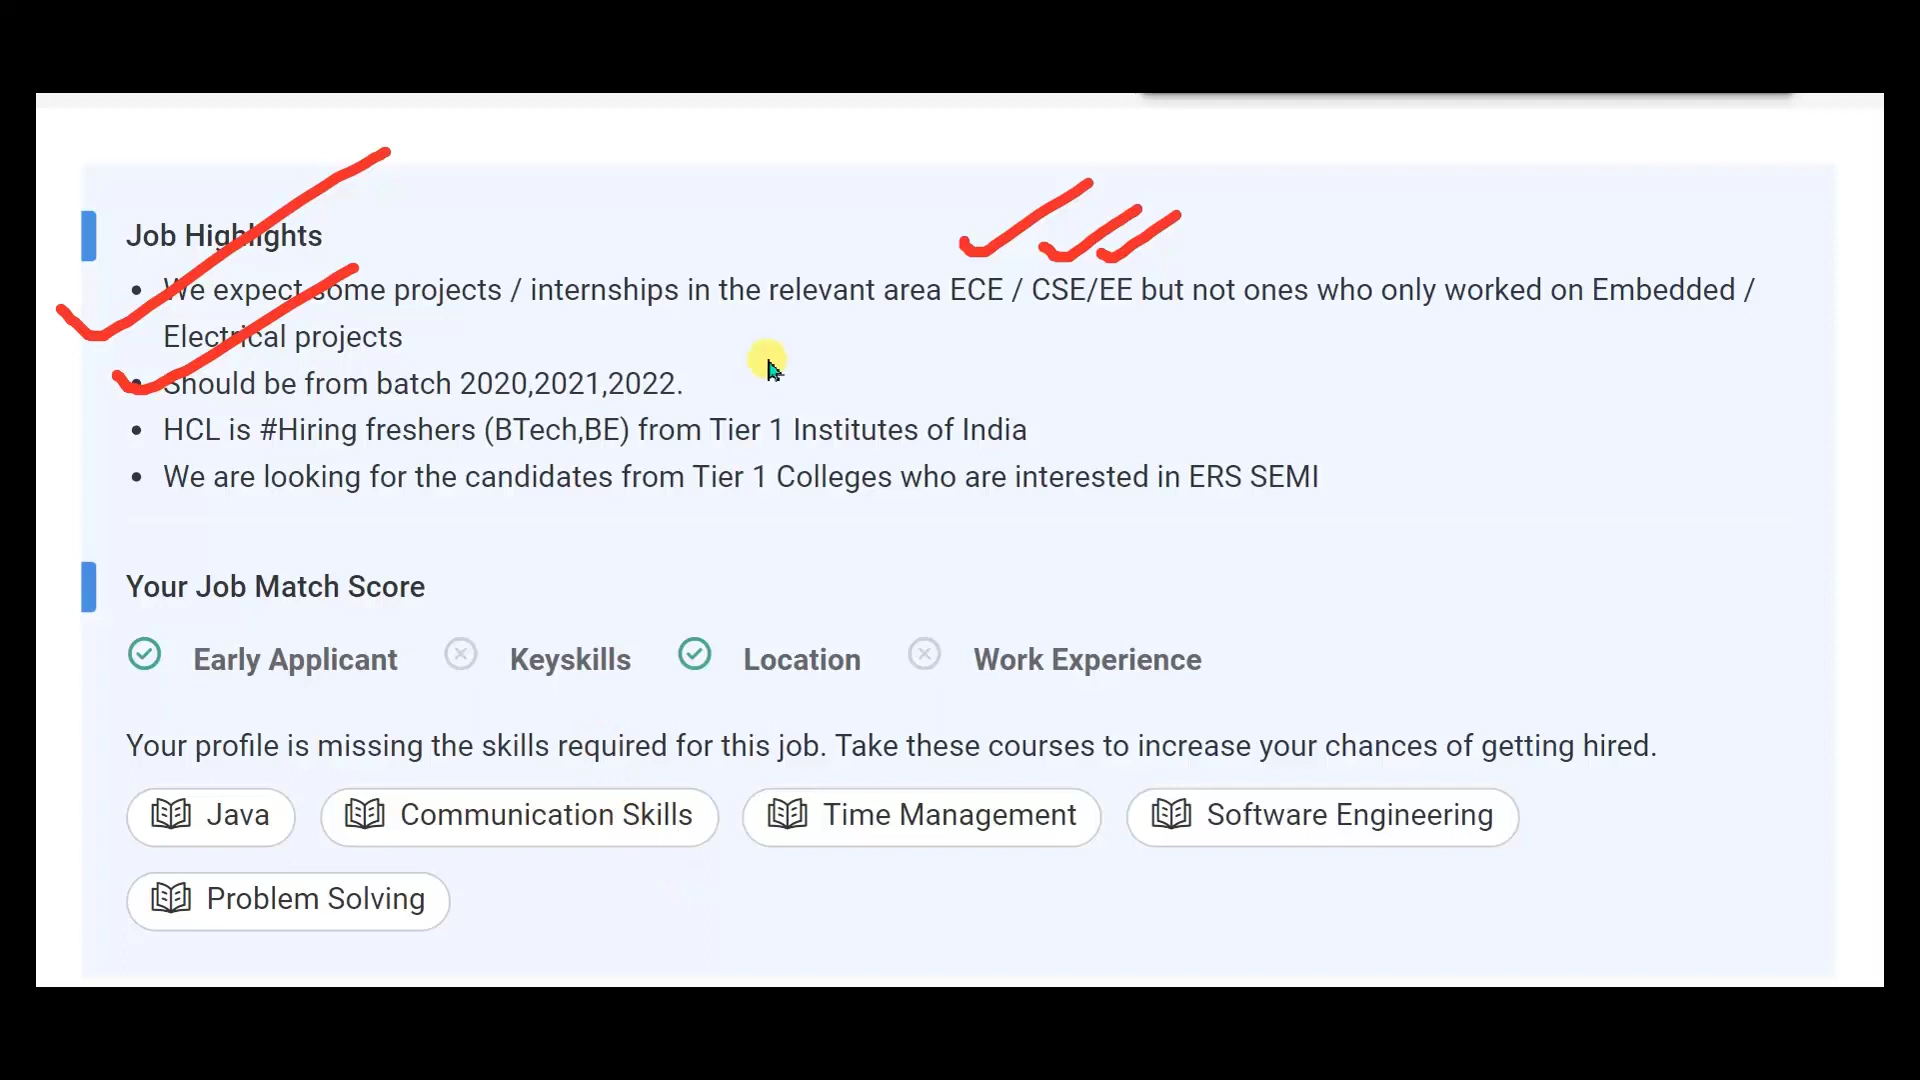 Job Highlights
We expect some projects / internships in the relevant area ECE / CSE/EE but not ones who only worked on Embedded /
Electrical projects
Should be from batch 2020,2021,2022.
HCL is #Hiring freshers (BTech,BE) from Tier 1 Institutes of India
We are looking for the candidates from Tier 1 Colleges who are interested in ERS SEMI
Your Job Match Score
Early Applicant Keyskills Location Work Experience
Your profile is missing the skills required for this job. Take these courses to increase your chances of getting hired.
Java Communication Skills Time Management Software Engineering
Problem Solving